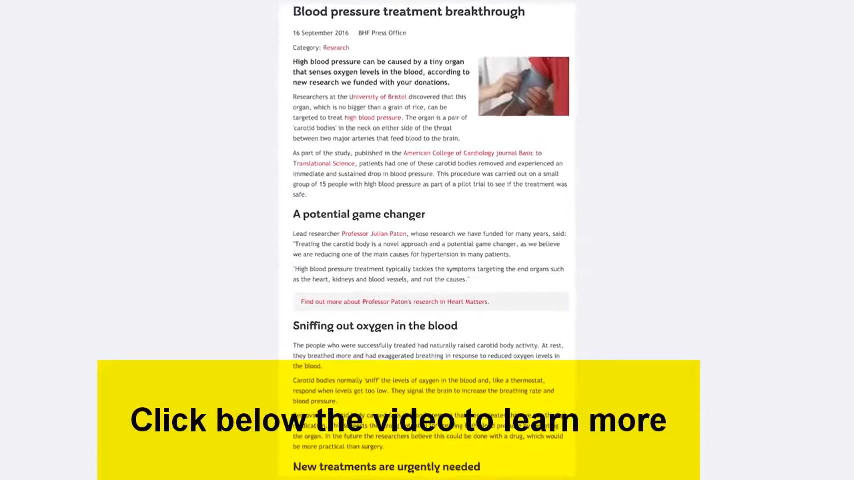 Blood pressure treatment breakthrough
16 September 2016 BHF Press Office
Category: Research
High blood pressure can be caused by a tiny organ
that senses oxygen levels in the blood, according to
new research we funded with your donations.
Researchers at the University of Bristol discovered that this
organ, which is no bigger than a grain of rice, can be
targeted to treat high blood pressure. The organ is a pair of
'carotid bodies' in the neck on either side of the throat
between two major arteries that feed blood to the brain.
As part of the study, published in the American College of Cardiology journal Basic to
Translational Science, patients had one of these carotid bodies removed and experienced an
immediate and sustained drop in blood pressure. This procedure was carried out on a small
group of 15 people with high blood pressure as part of a pilot trial to see if the treatment was
safe.
A potential game changer
Lead researcher Professor Julian Paton, whose research we have funded for many years, said:
"Treating the carotid body is a novel approach and a potential game changer, as we believe
we are reducing one of the main causes for hypertension in many patients.
"High blood pressure treatment typically tackles the symptoms targeting the end organs such
as the heart, kidneys and blood vessels, and not the causes."
Find out more about Professor Paton's research in Heart Matters.
Sniffing out oxygen in the blood
The people who were successfully treated had naturally raised carotid body activity. At rest,
they breathed more and had exaggerated breathing in response to reduced oxygen levels in
the blood.
Carotid bodies normally 'sniff' the levels of oxygen in the blood and, like a thermostat,
respond when levels get too low. They signal the brain to increase the breathing rate and
blood pressure.
Click below the video to learn more
the organ. In the future the researchers believe this could be done with a drug, which would
be more practical than surgery.
New treatments are urgently needed